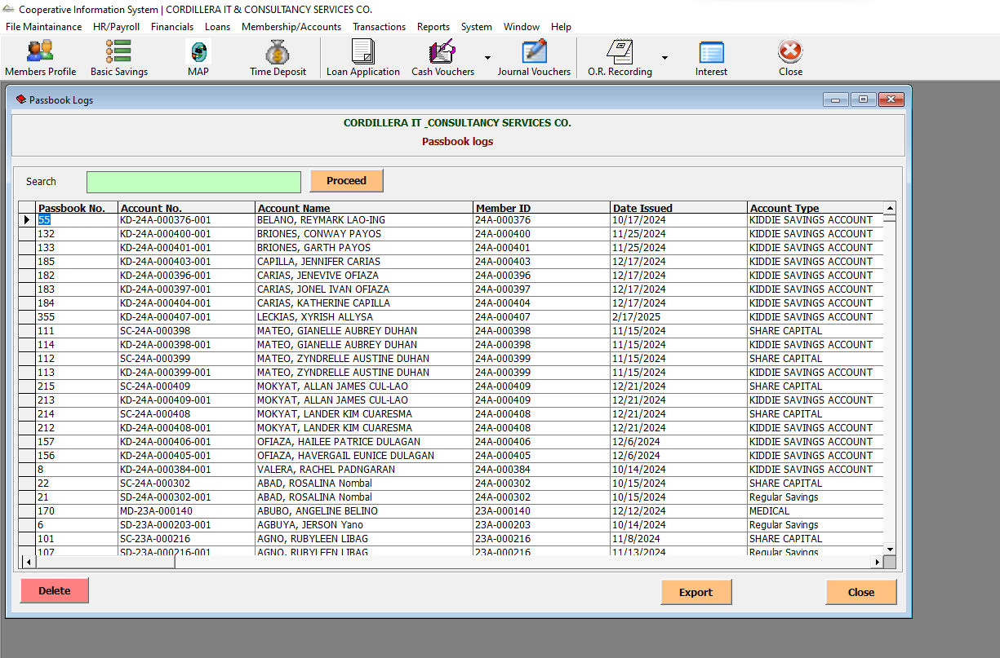 Cooperative Information System | CORDILLERA IT & CONSULTANCY SERVICES CO.
File Maintainance HR/Payroll Financials Loans Membership/Accounts Transactions Reports System Window Help
Members Profile Basic Savings MAP Time Deposit Loan Application Cash Vouchers Journal Vouchers O.R. Recording Interest Close
Passbook Logs
CORDILLERA IT _CONSULTANCY SERVICES CO.
Passbook logs
Search Proceed
Passbook No. Account No. Account Name Member ID Date Issued Account Type
55 KD-24A-000376-001 BELANO, REYMARK LAO-ING 24A-000376 10/17/2024 KIDDIE SAVINGS ACCOUNT
132 KD-24A-000400-001 BRIONES, CONWAY PAYOS 24A-000400 11/25/2024 KIDDIE SAVINGS ACCOUNT
133 KD-24A-000401-001 BRIONES, GARTH PAYOS 24A-000401 11/25/2024 KIDDIE SAVINGS ACCOUNT
185 KD-24A-000403-001 CAPILLA, JENNIFER CARIAS 24A-000403 12/17/2024 KIDDIE SAVINGS ACCOUNT
182 KD-24A-000396-001 CARIAS, JENEVIVE OFIAZA 24A-000396 12/17/2024 KIDDIE SAVINGS ACCOUNT
183 KD-24A-000397-001 CARIAS, JONEL IVAN OFIAZA 24A-000397 12/17/2024 KIDDIE SAVINGS ACCOUNT
184 KD-24A-000404-001 CARIAS, KATHERINE CAPILLA 24A-000404 12/17/2024 KIDDIE SAVINGS ACCOUNT
355 KD-24A-000407-001 LECKIAS, XYRISH ALLYSA 24A-000407 2/17/2025 KIDDIE SAVINGS ACCOUNT
111 SC-24A-000398 MATEO, GIANELLE AUBREY DUHAN 24A-000398 11/15/2024 SHARE CAPITAL
114 KD-24A-000398-001 MATEO, GIANELLE AUBREY DUHAN 24A-000398 11/15/2024 KIDDIE SAVINGS ACCOUNT
112 SC-24A-000399 MATEO, ZYNDRELLE AUSTINE DUHAN 24A-000399 11/15/2024 SHARE CAPITAL
113 KD-24A-000399-001 MATEO, ZYNDRELLE AUSTINE DUHAN 24A-000399 11/15/2024 KIDDIE SAVINGS ACCOUNT
215 SC-24A-000409 MOKYAT, ALLAN JAMES CUL-LAO 24A-000409 12/21/2024 SHARE CAPITAL
213 KD-24A-000409-001 MOKYAT, ALLAN JAMES CUL-LAO 24A-000409 12/21/2024 KIDDIE SAVINGS ACCOUNT
214 SC-24A-000408 MOKYAT, LANDER KIM CUARESMA 24A-000408 12/21/2024 SHARE CAPITAL
212 KD-24A-000408-001 MOKYAT, LANDER KIM CUARESMA 24A-000408 12/21/2024 KIDDIE SAVINGS ACCOUNT
157 KD-24A-000406-001 OFIAZA, HAILEE PATRICE DULAGAN 24A-000406 12/6/2024 KIDDIE SAVINGS ACCOUNT
156 KD-24A-000405-001 OFIAZA, HAVERGAIL EUNICE DULAGAN 24A-000405 12/6/2024 KIDDIE SAVINGS ACCOUNT
8 KD-24A-000384-001 VALERA, RACHEL PADNGARAN 24A-000384 10/14/2024 KIDDIE SAVINGS ACCOUNT
22 SC-24A-000302 ABAD, ROSALINA Nombal 24A-000302 10/15/2024 SHARE CAPITAL
21 SD-24A-000302-001 ABAD, ROSALINA Nombal 24A-000302 10/15/2024 Regular Savings
170 MD-23A-000140 ABUBO, ANGELINE BELINO 23A-000140 12/12/2024 MEDICAL
6 SD-23A-000203-001 AGBUYA, JERSON Yano 23A-000203 10/14/2024 Regular Savings
101 SC-23A-000216 AGNO, RUBYLEEN LIBAG 23A-000216 11/8/2024 SHARE CAPITAL
107 SD-23A-000216-001 AGNO, RUBYLEEN LIBAG 23A-000216 11/13/2024 Regular Savings
Delete Export Close